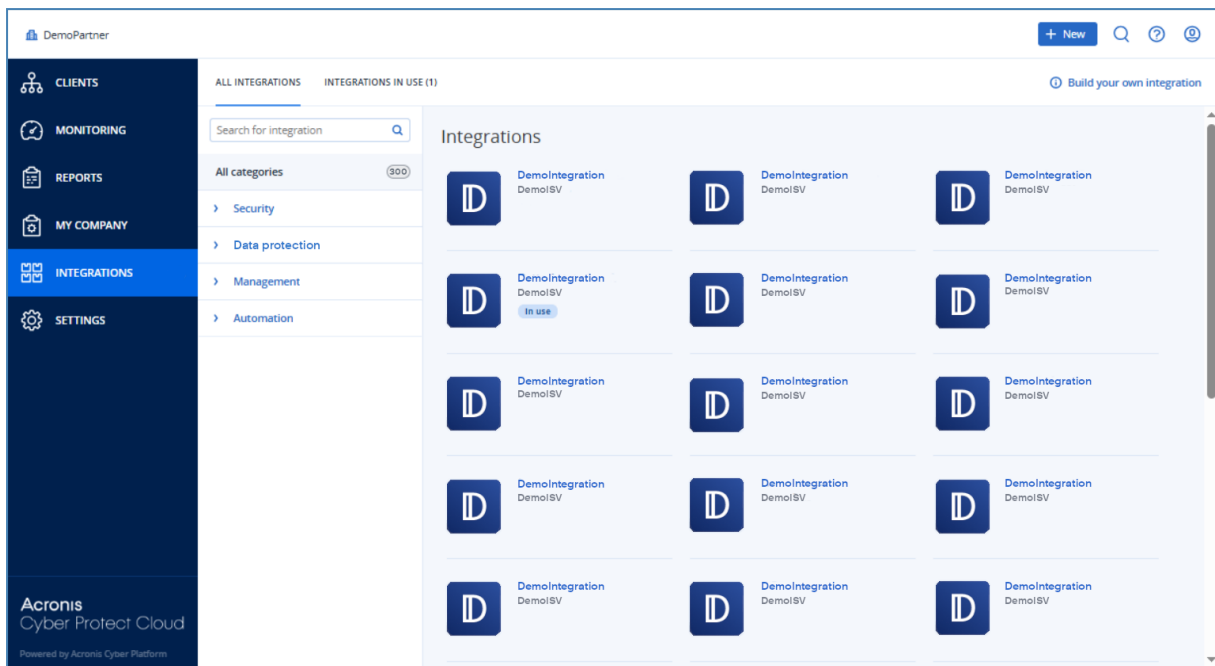 DemoPartner
+ New
CLIENTS
MONITORING
REPORTS
MY COMPANY
INTEGRATIONS
SETTINGS
Acronis
Cyber Protect Cloud
Powered by Acronis Cyber Platform
ALL INTEGRATIONS
INTEGRATIONS IN USE (1)
Build your own integration
Search for integration
All categories
300
Security
Data protection
Management
Automation
Integrations
D
DemoIntegration
DemoISV
D
DemoIntegration
DemoISV
D
DemoIntegration
DemoISV
D
DemoIntegration
DemoISV
In use
D
DemoIntegration
DemoISV
D
DemoIntegration
DemoISV
D
DemoIntegration
DemoISV
D
DemoIntegration
DemoISV
D
DemoIntegration
DemoISV
D
DemoIntegration
DemoISV
D
DemoIntegration
DemoISV
D
DemoIntegration
DemoISV
D
DemoIntegration
DemoISV
D
DemoIntegration
DemoISV
D
DemoIntegration
DemoISV